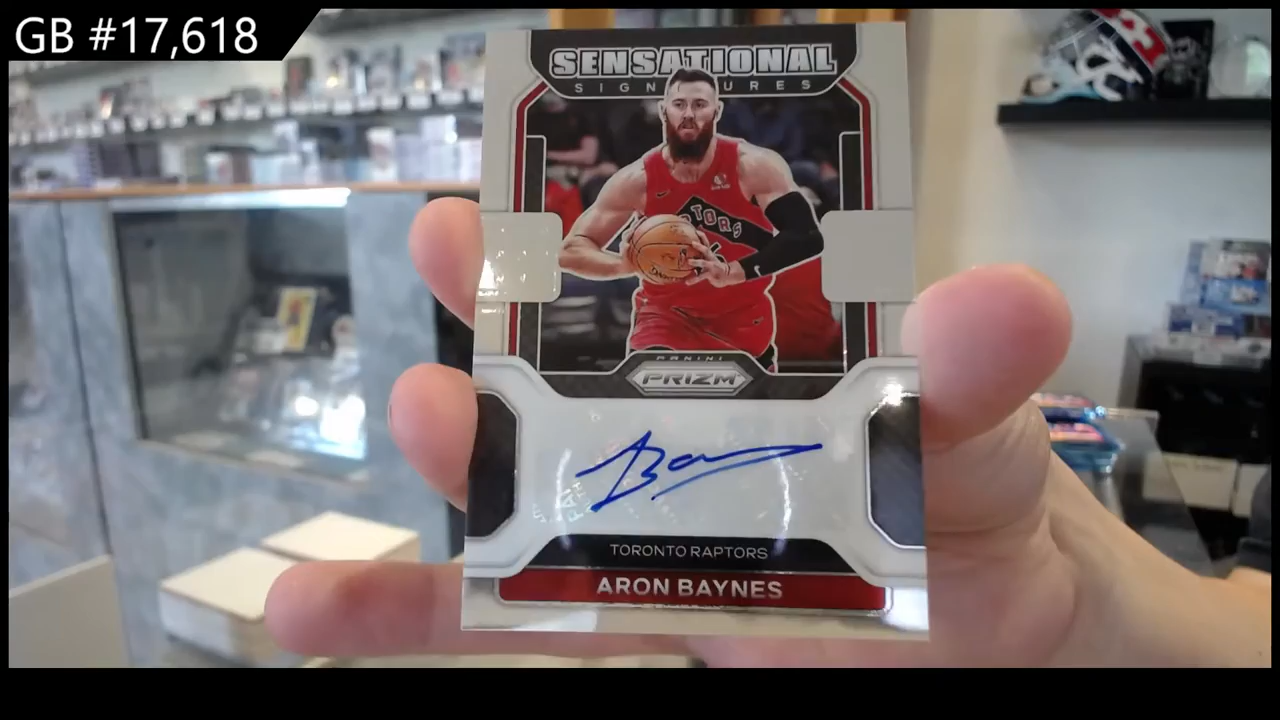 GB #17,618
SENSATIONAL
SIGNATURES
PANINI
PRIZM
TORONTO RAPTORS
ARON BAYNES